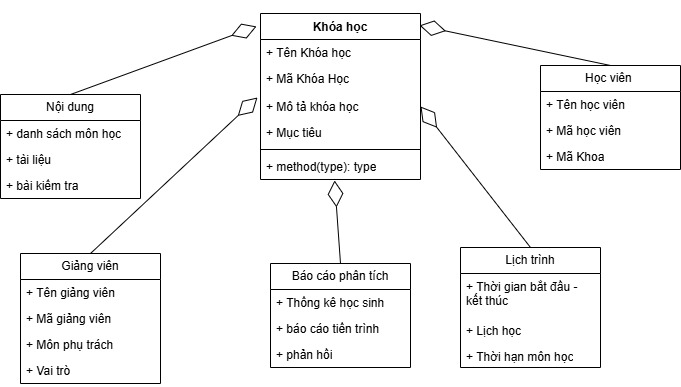 Khóa học
+ Tên Khóa học
+ Mã Khóa Học
+ Mô tả khóa học
+ Mục tiêu
+ method(type): type
Học viên
+ Tên học viên
+ Mã học viên
+ Mã Khoa
Nội dung
+ danh sách môn học
+ tài liệu
+ bài kiểm tra
Giảng viên
+ Tên giảng viên
+ Mã giảng viên
+ Môn phụ trách
+ Vai trò
Báo cáo phân tích
+ Thống kê học sinh
+ báo cáo tiến trình
+ phản hồi
Lịch trình
+ Thời gian bắt đầu -
kết thúc
+ Lịch học
+ Thời hạn môn học